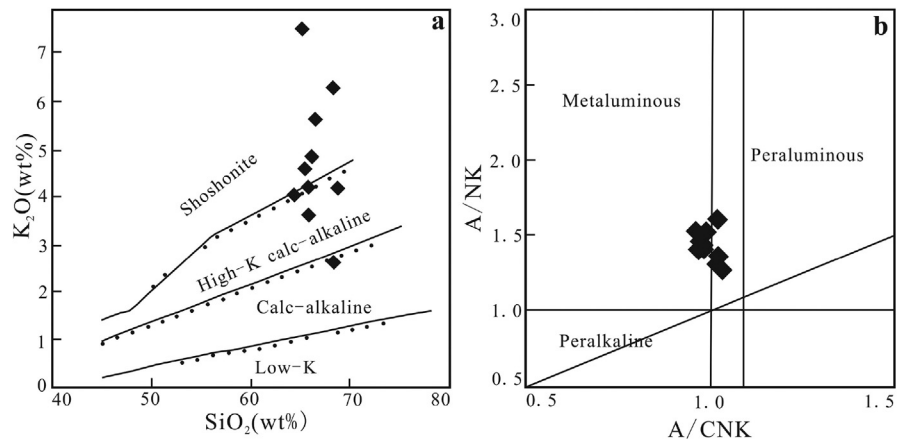 a
7
6
5
4
3
2
1
0
K₂O(wt%)
Shoshonite
High-K calc-alkaline
Calc-alkaline
Low-K
40 50 60 70 80
SiO₂(wt%)
b
3.0
2.5
2.0
1.5
1.0
0.5
A/NK
Metaluminous
Peraluminous
Peralkaline
0.5 1.0 1.5
A/CNK